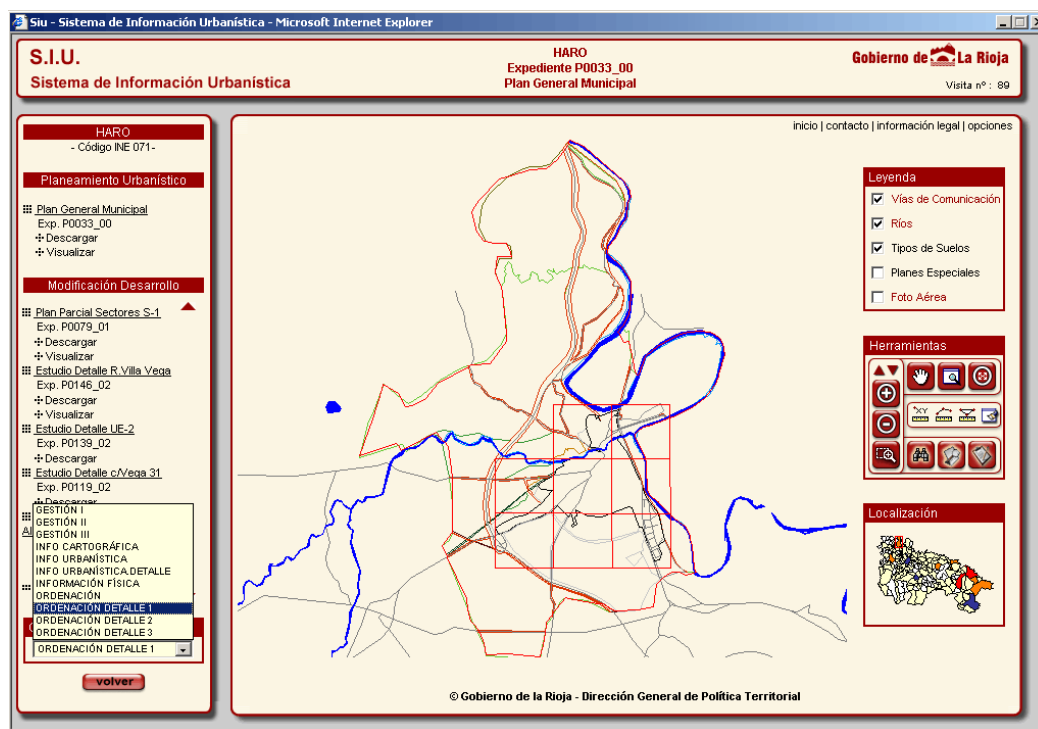 Siu - Sistema de Información Urbanística - Microsoft Internet Explorer
S.I.U.
Sistema de Información Urbanística
HARO
Expediente P0033_00
Plan General Municipal
Gobierno de La Rioja
Visita nº : 89
HARO
- Código INE 071-
Planeamiento Urbanístico
Plan General Municipal
Exp. P0033_00
Descargar
Visualizar
Modificación Desarrollo
Plan Parcial Sectores S-1
Exp. P0079_01
Descargar
Visualizar
Estudio Detalle R.Villa Vega
Exp. P0146_02
Descargar
Visualizar
Estudio Detalle UE-2
Exp. P0139_02
Descargar
Estudio Detalle c/Vega 31
Exp. P0119_02
Descargar
GESTIÓN I
GESTIÓN II
GESTIÓN III
INFO CARTOGRÁFICA
INFO URBANÍSTICA
INFO URBANÍSTICA.DETALLE
INFORMACIÓN FÍSICA
ORDENACIÓN
ORDENACIÓN DETALLE 1
ORDENACIÓN DETALLE 2
ORDENACIÓN DETALLE 3
ORDENACIÓN DETALLE 1
volver
inicio | contacto | información legal | opciones
Leyenda
Vías de Comunicación
Ríos
Tipos de Suelos
Planes Especiales
Foto Aérea
Herramientas
XY
Localización
© Gobierno de la Rioja - Dirección General de Política Territorial